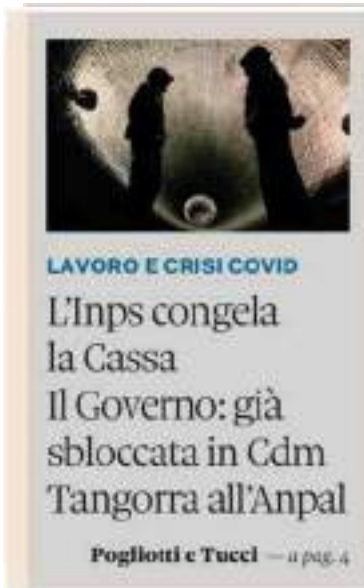 LAVORO E CRISI COVID
L'Inps congela
la Cassa
Il Governo: già
sbloccata in Cdm
Tangorra all'Anpal
Pogliotti e Tucci — a pag. 4